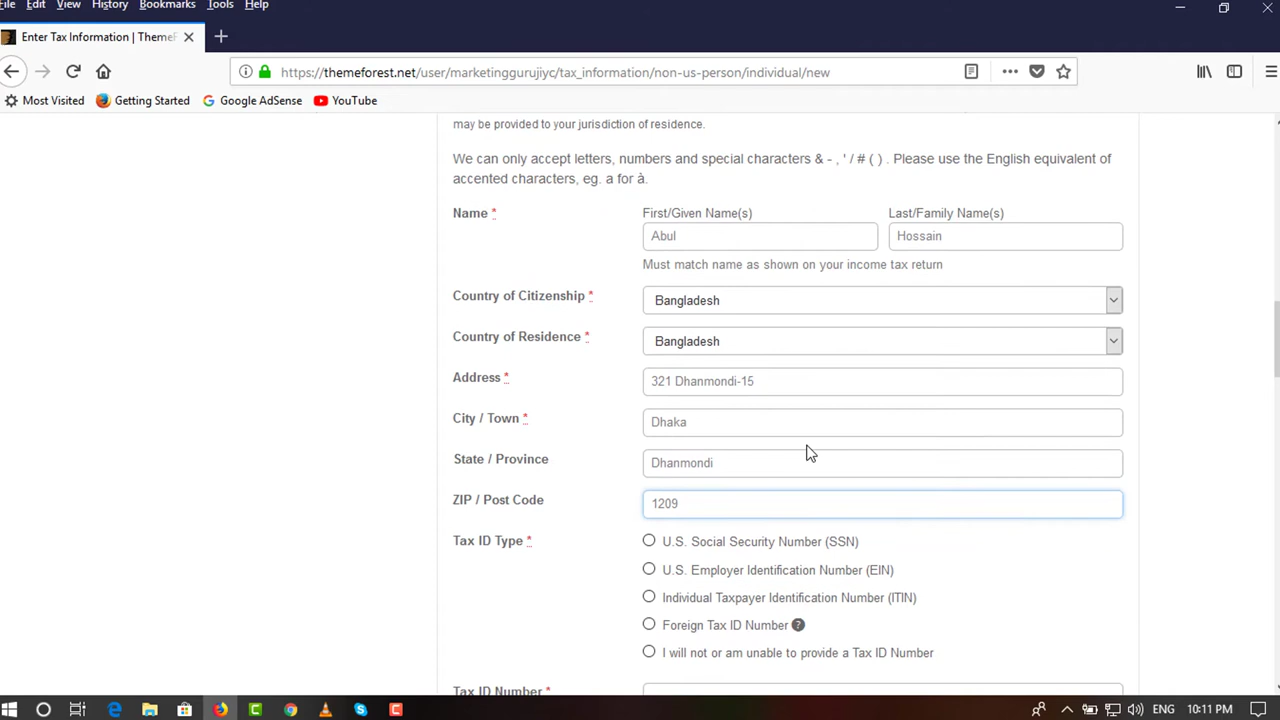 File Edit View History Bookmarks Tools Help
Enter Tax Information | ThemeF
https://themeforest.net/user/marketinggurujiyc/tax_information/non-us-person/individual/new
Most Visited Getting Started Google AdSense YouTube
may be provided to your jurisdiction of residence.
We can only accept letters, numbers and special characters & - , ' / # ( ) . Please use the English equivalent of
accented characters, eg. a for à.
Name * First/Given Name(s) Last/Family Name(s)
Abul Hossain
Must match name as shown on your income tax return
Country of Citizenship * Bangladesh
Country of Residence * Bangladesh
Address * 321 Dhanmondi-15
City / Town * Dhaka
State / Province Dhanmondi
ZIP / Post Code 1209
Tax ID Type * U.S. Social Security Number (SSN)
U.S. Employer Identification Number (EIN)
Individual Taxpayer Identification Number (ITIN)
Foreign Tax ID Number ?
I will not or am unable to provide a Tax ID Number
Tax ID Number *
ENG 10:11 PM